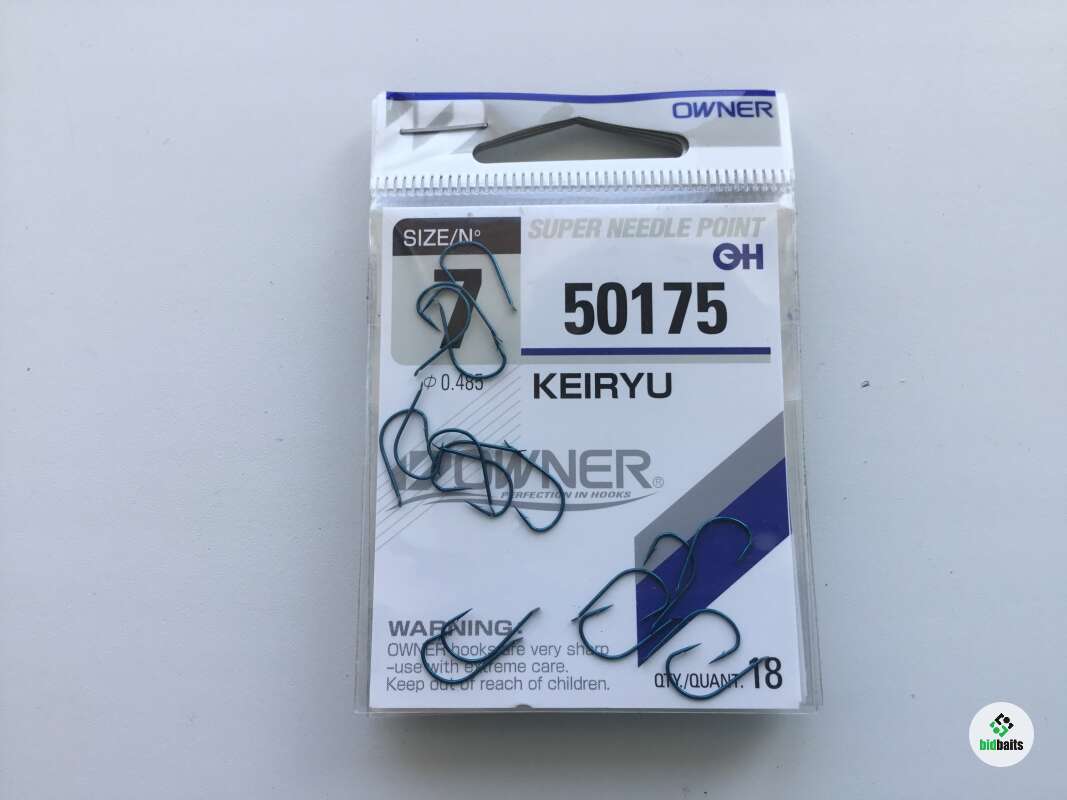 OWNER
SUPER NEEDLE POINT
SIZE/Nº
OH
7
50175
Φ 0.485
KEIRYU
OWNER®
PERFECTION IN HOOKS
WARNING:
OWNER hooks are very sharp
-use with extreme care.
Keep out of reach of children.
QTY./QUANT. 18
bidbaits